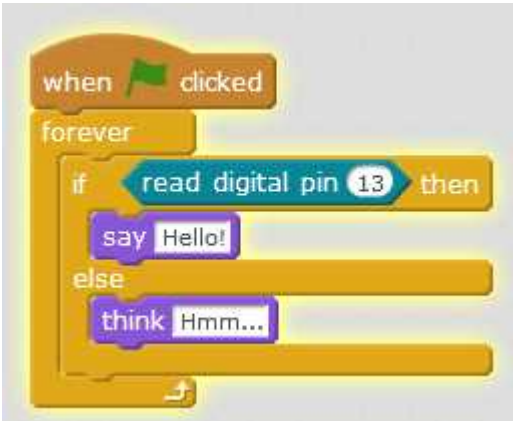 when clicked
forever
if read digital pin 13 then
say Hello!
else
think Hmm...